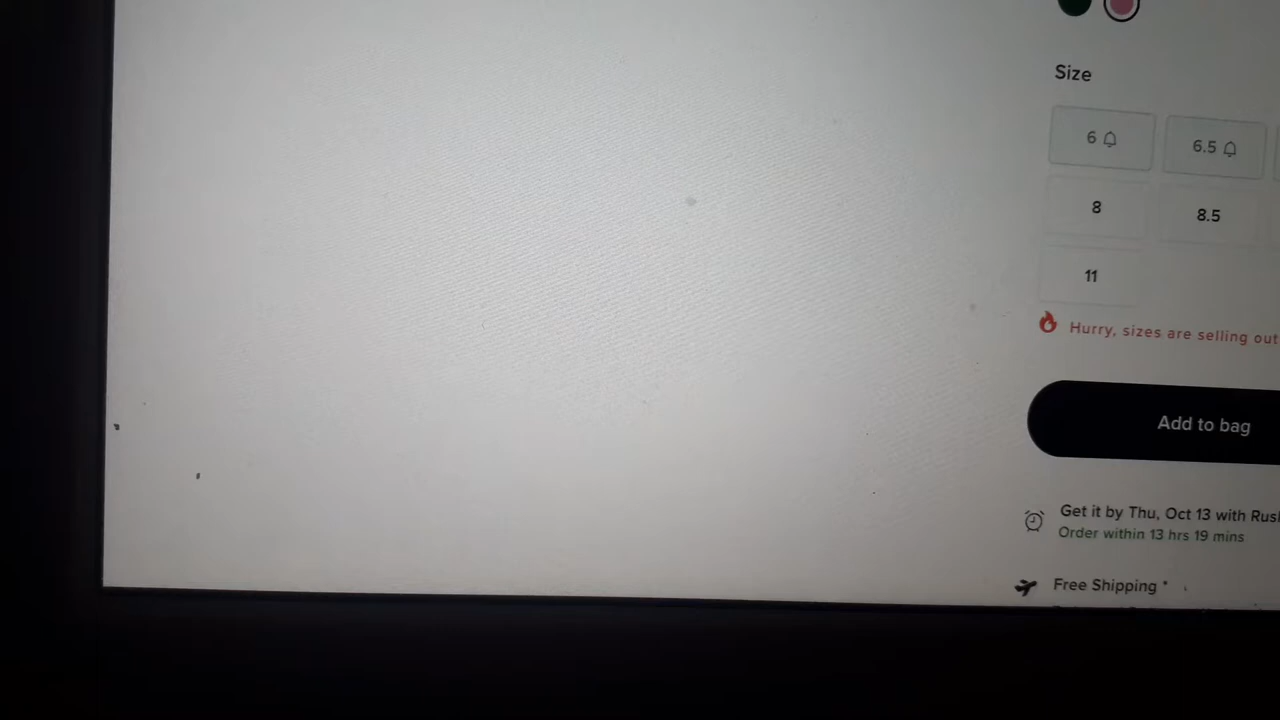 Size
6 6.5
8 8.5
11
Hurry, sizes are selling out
Add to bag
Get it by Thu, Oct 13 with
Order within 13 hrs 19 mins
Free Shipping *